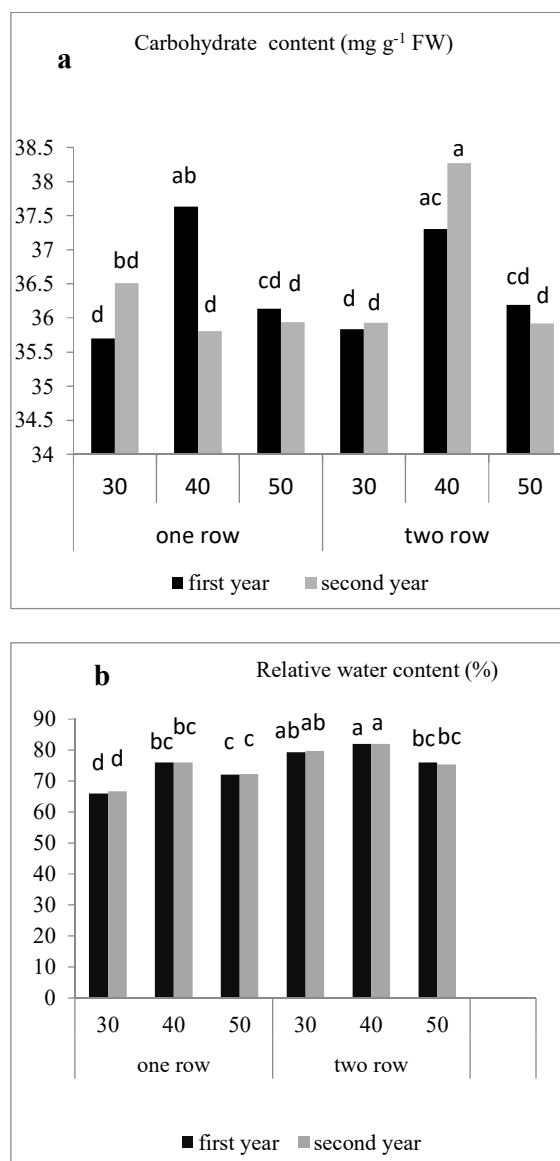 Carbohydrate content (mg g⁻¹ FW)
a
38.5
38
37.5
37
36.5
36
35.5
35
34.5
34
d bd ab d cd d d d ac a cd d
30 40 50 30 40 50
one row two row
first year second year
b Relative water content (%)
90
80
70
60
50
40
30
20
10
0
d d bc bc c c ab ab a a bc bc
30 40 50 30 40 50
one row two row
first year second year